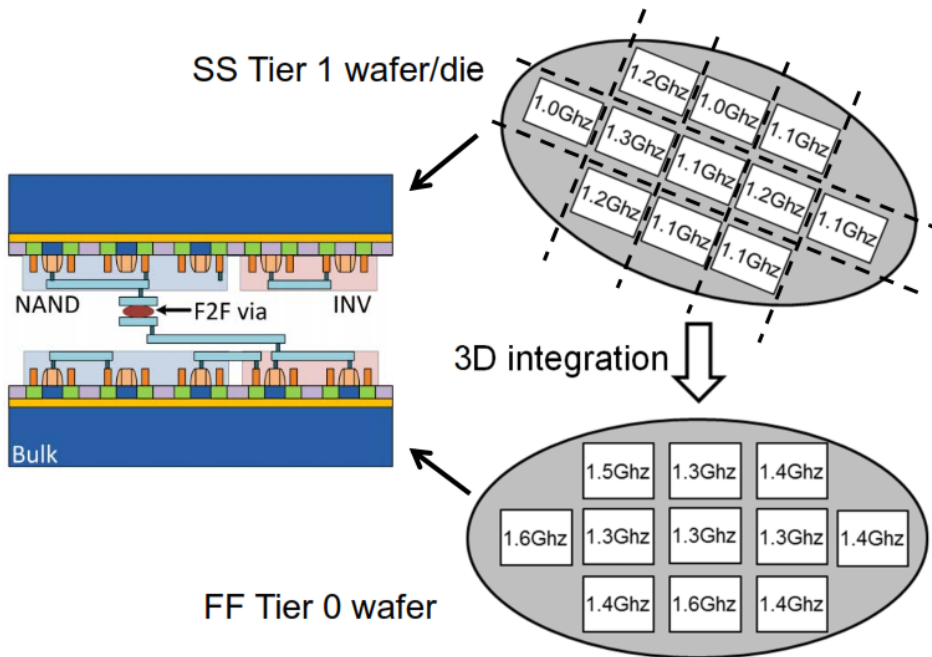 SS Tier 1 wafer/die
1.2Ghz
1.0Ghz
1.1Ghz
1.0Ghz
1.3Ghz
1.1Ghz
1.2Ghz
1.1Ghz
1.2Ghz
1.1Ghz
1.1Ghz
NAND
F2F via
INV
3D integration
Bulk
1.5Ghz
1.3Ghz
1.4Ghz
1.6Ghz
1.3Ghz
1.3Ghz
1.3Ghz
1.4Ghz
1.4Ghz
1.6Ghz
1.4Ghz
FF Tier 0 wafer